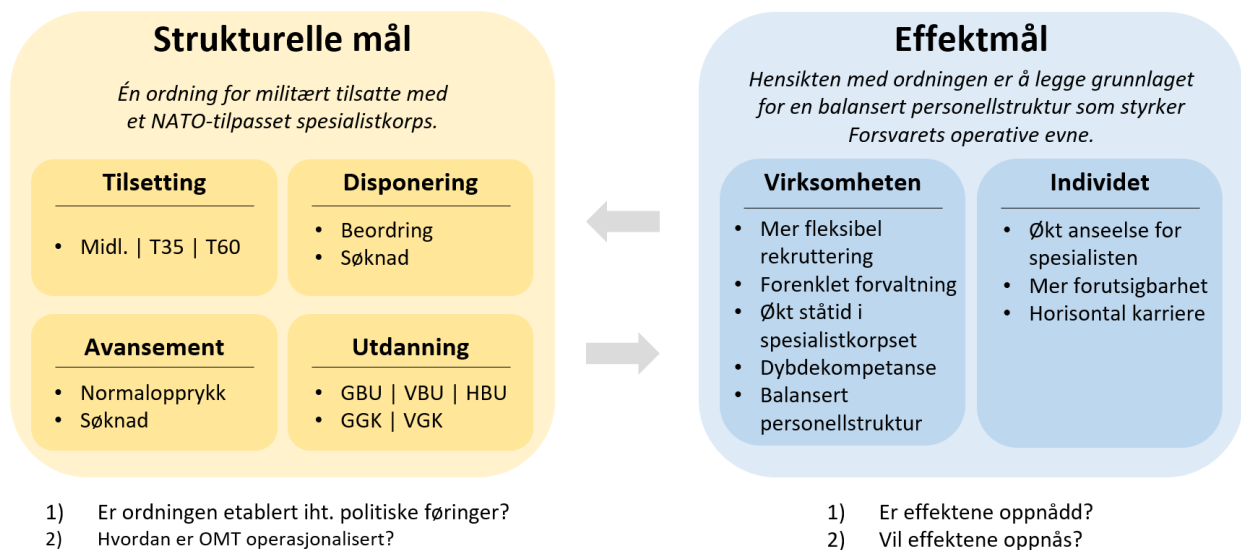 Strukturelle mål
Én ordning for militært tilsatte med
et NATO-tilpasset spesialistkorps.
Tilsetting
• Midl. | T35 | T60
Disponering
• Beordring
• Søknad
Avansement
• Normalopprykk
• Søknad
Utdanning
• GBU | VBU | HBU
• GGK | VGK
1) Er ordningen etablert iht. politiske føringer?
2) Hvordan er OMT operasjonalisert?
Effektmål
Hensikten med ordningen er å legge grunnlaget
for en balansert personellstruktur som styrker
Forsvarets operative evne.
Virksomheten
• Mer fleksibel
rekruttering
• Forenklet forvaltning
• Økt ståtid i
spesialistkorpset
• Dybdekompetanse
• Balansert
personellstruktur
Individet
• Økt anseelse for
spesialisten
• Mer forutsigbarhet
• Horisontal karriere
1) Er effektene oppnådd?
2) Vil effektene oppnås?